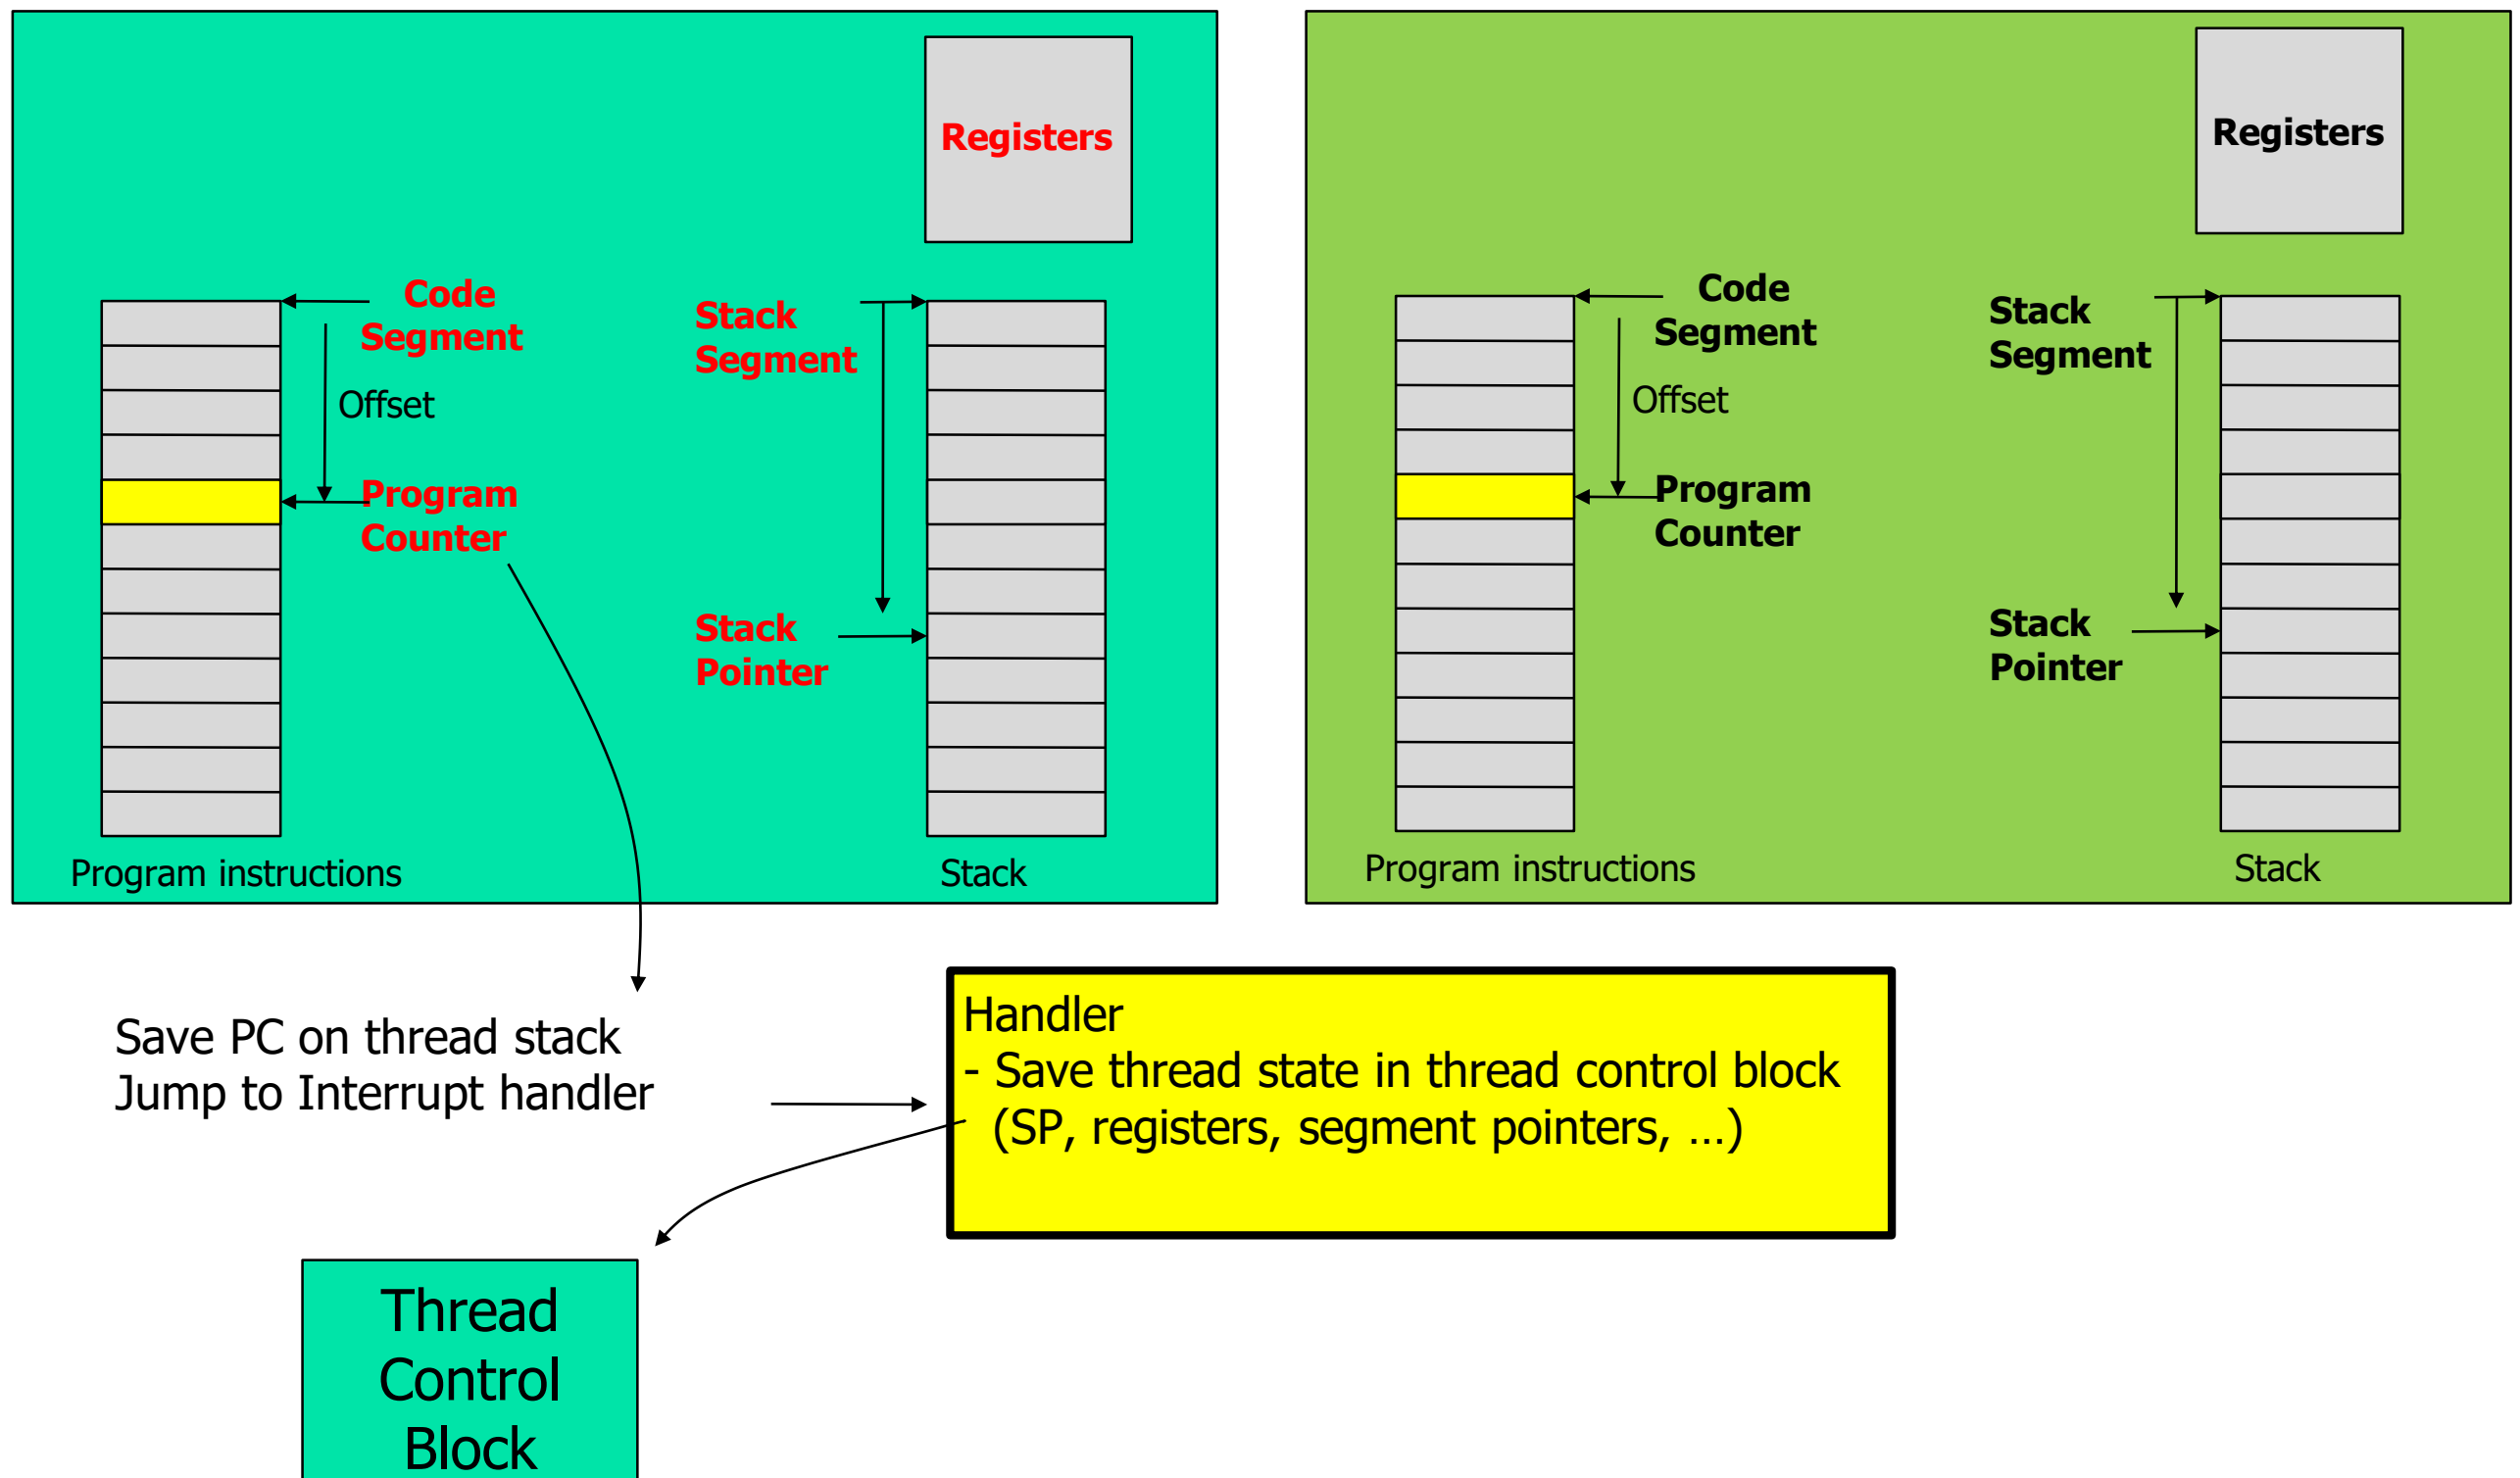 Registers
Code
Segment
Stack
Segment
Offset
Program
Counter
Stack
Pointer
Program instructions
Stack
Registers
Code
Segment
Stack
Segment
Offset
Program
Counter
Stack
Pointer
Program instructions
Stack
Save PC on thread stack
Jump to Interrupt handler
Handler
- Save thread state in thread control block
(SP, registers, segment pointers, …)
Thread
Control
Block